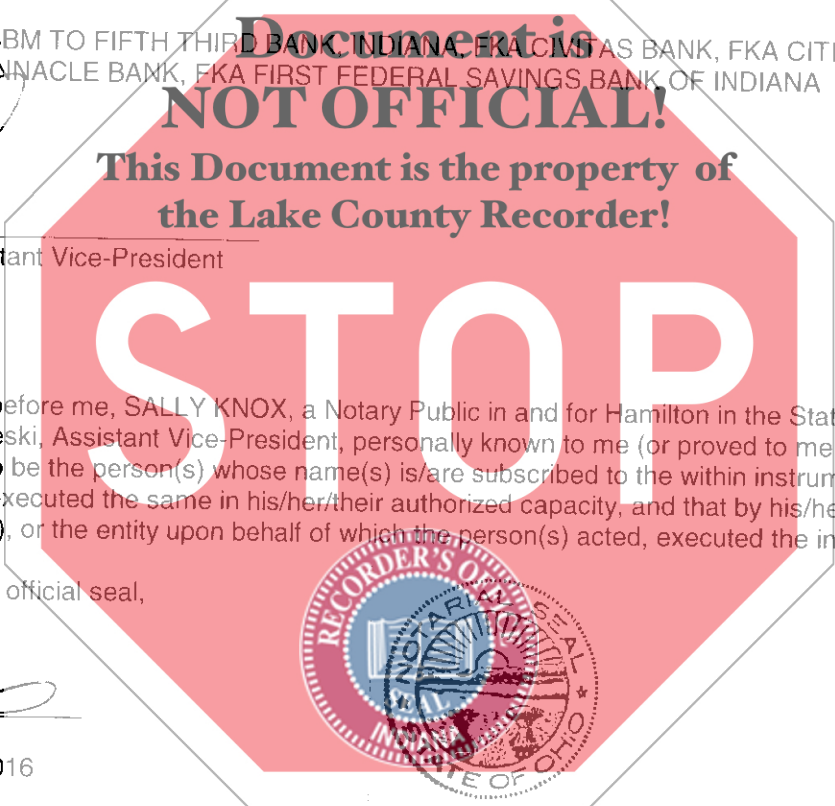 BM TO FIFTH THIRD BANK, INDIANA, FKA CIVITAS BANK, FKA CITI
INNACLE BANK, FKA FIRST FEDERAL SAVINGS BANK OF INDIANA
Document is
NOT OFFICIAL!
This Document is the property of
the Lake County Recorder!
tant Vice-President
STOP
before me, SALLY KNOX, a Notary Public in and for Hamilton in the Stat
eski, Assistant Vice-President, personally known to me (or proved to me
be the person(s) whose name(s) is/are subscribed to the within instrum
executed the same in his/her/their authorized capacity, and that by his/he
), or the entity upon behalf of which the person(s) acted, executed the in
official seal,
RECORDER'S OFFICE
SEAL
INDIANA
NOTARIAL SEAL
STATE OF OHIO
016